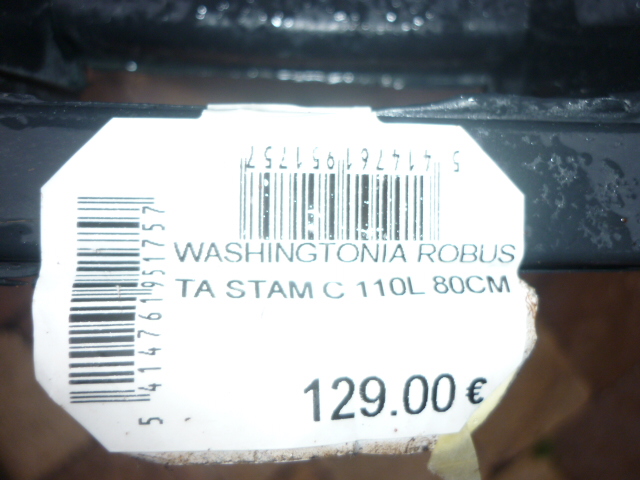 5 414761 951757
WASHINGTONIA ROBUS
TA STAM C 110L 80CM
5 414761 951757
129.00 €